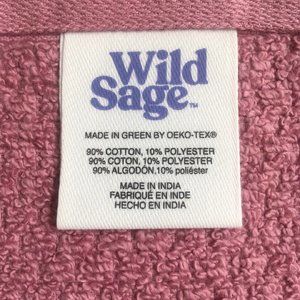 Wild
Sage™
MADE IN GREEN BY OEKO-TEX®
90% COTTON, 10% POLYESTER
90% COTON, 10% POLYESTER
90% ALGODÓN, 10% poliéster
MADE IN INDIA
FABRIQUÉ EN INDE
HECHO EN INDIA